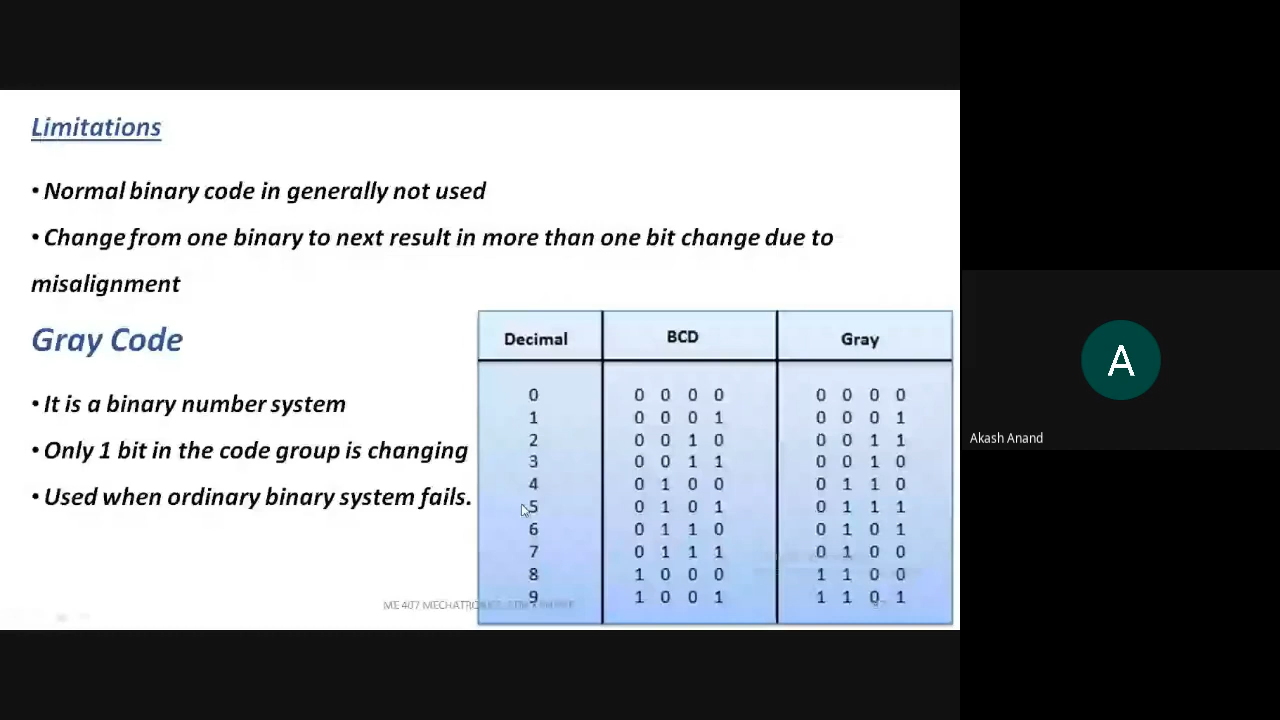 Limitations
• Normal binary code in generally not used
• Change from one binary to next result in more than one bit change due to
misalignment
Gray Code
• It is a binary number system
• Only 1 bit in the code group is changing
• Used when ordinary binary system fails.
Decimal BCD Gray
0 0 0 0 0 0 0 0 0
1 0 0 0 1 0 0 0 1
2 0 0 1 0 0 0 1 1
3 0 0 1 1 0 0 1 0
4 0 1 0 0 0 1 1 0
5 0 1 0 1 0 1 1 1
6 0 1 1 0 0 1 0 1
7 0 1 1 1 0 1 0 0
8 1 0 0 0 1 1 0 0
9 1 0 0 1 1 1 0 1
ME 407 MECHATRONICS
A
Akash Anand